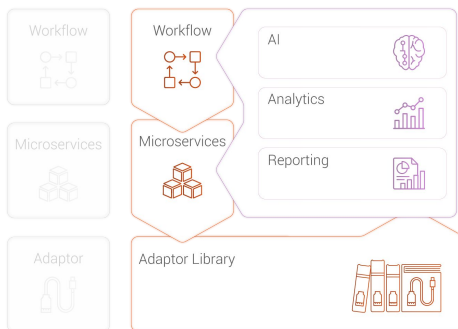 Workflow
Workflow
AI
Analytics
Microservices
Microservices
Reporting
Adaptor
Adaptor Library